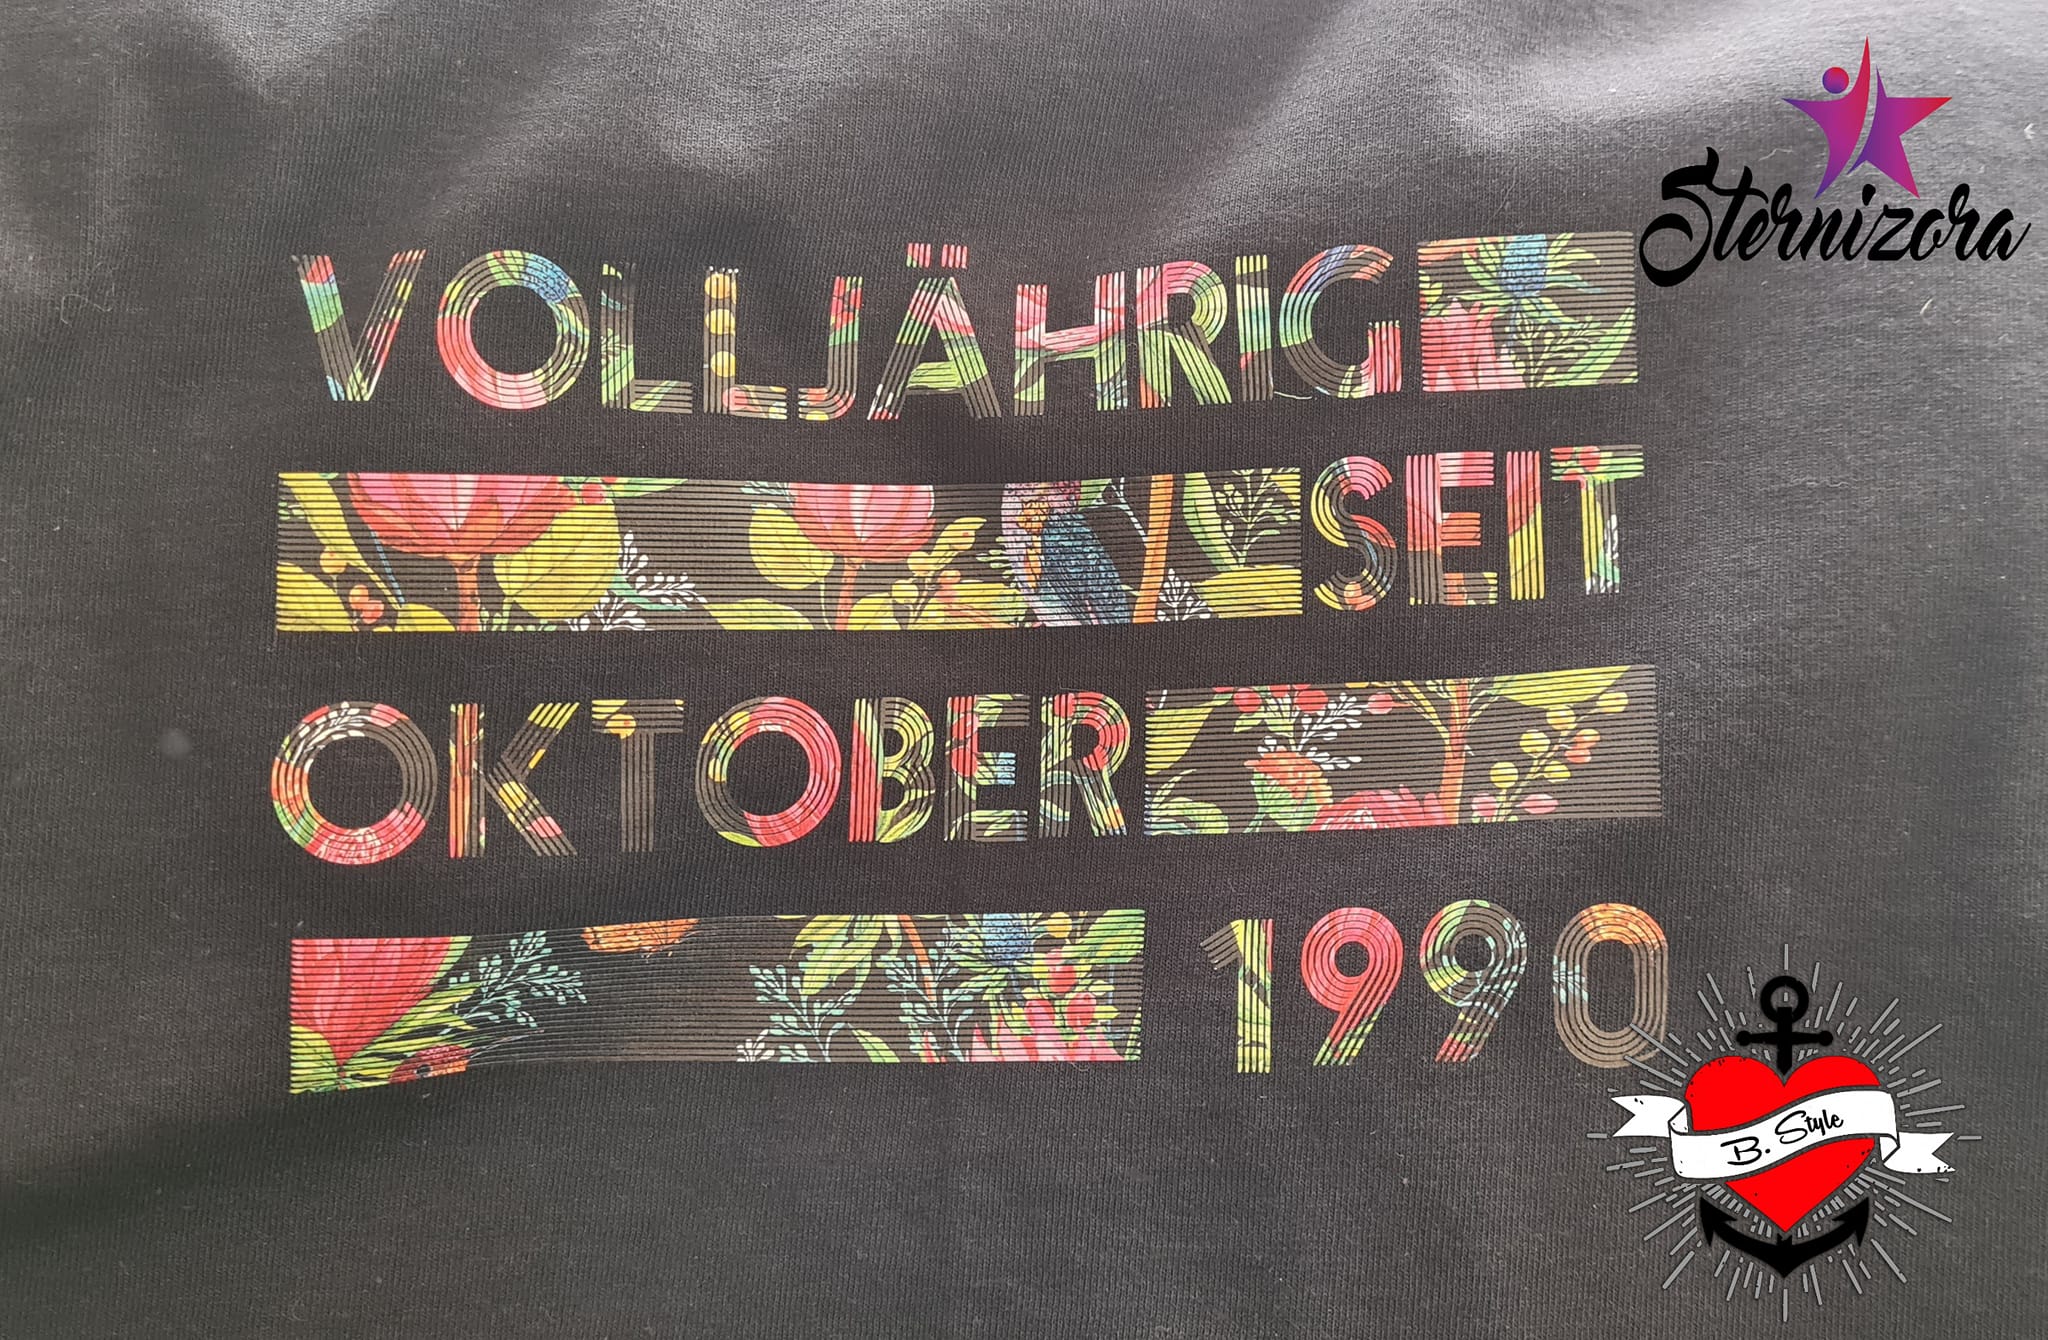 Sternizora
VOLLJÄHRIG
SEIT
OKTOBER
1990
B. Style